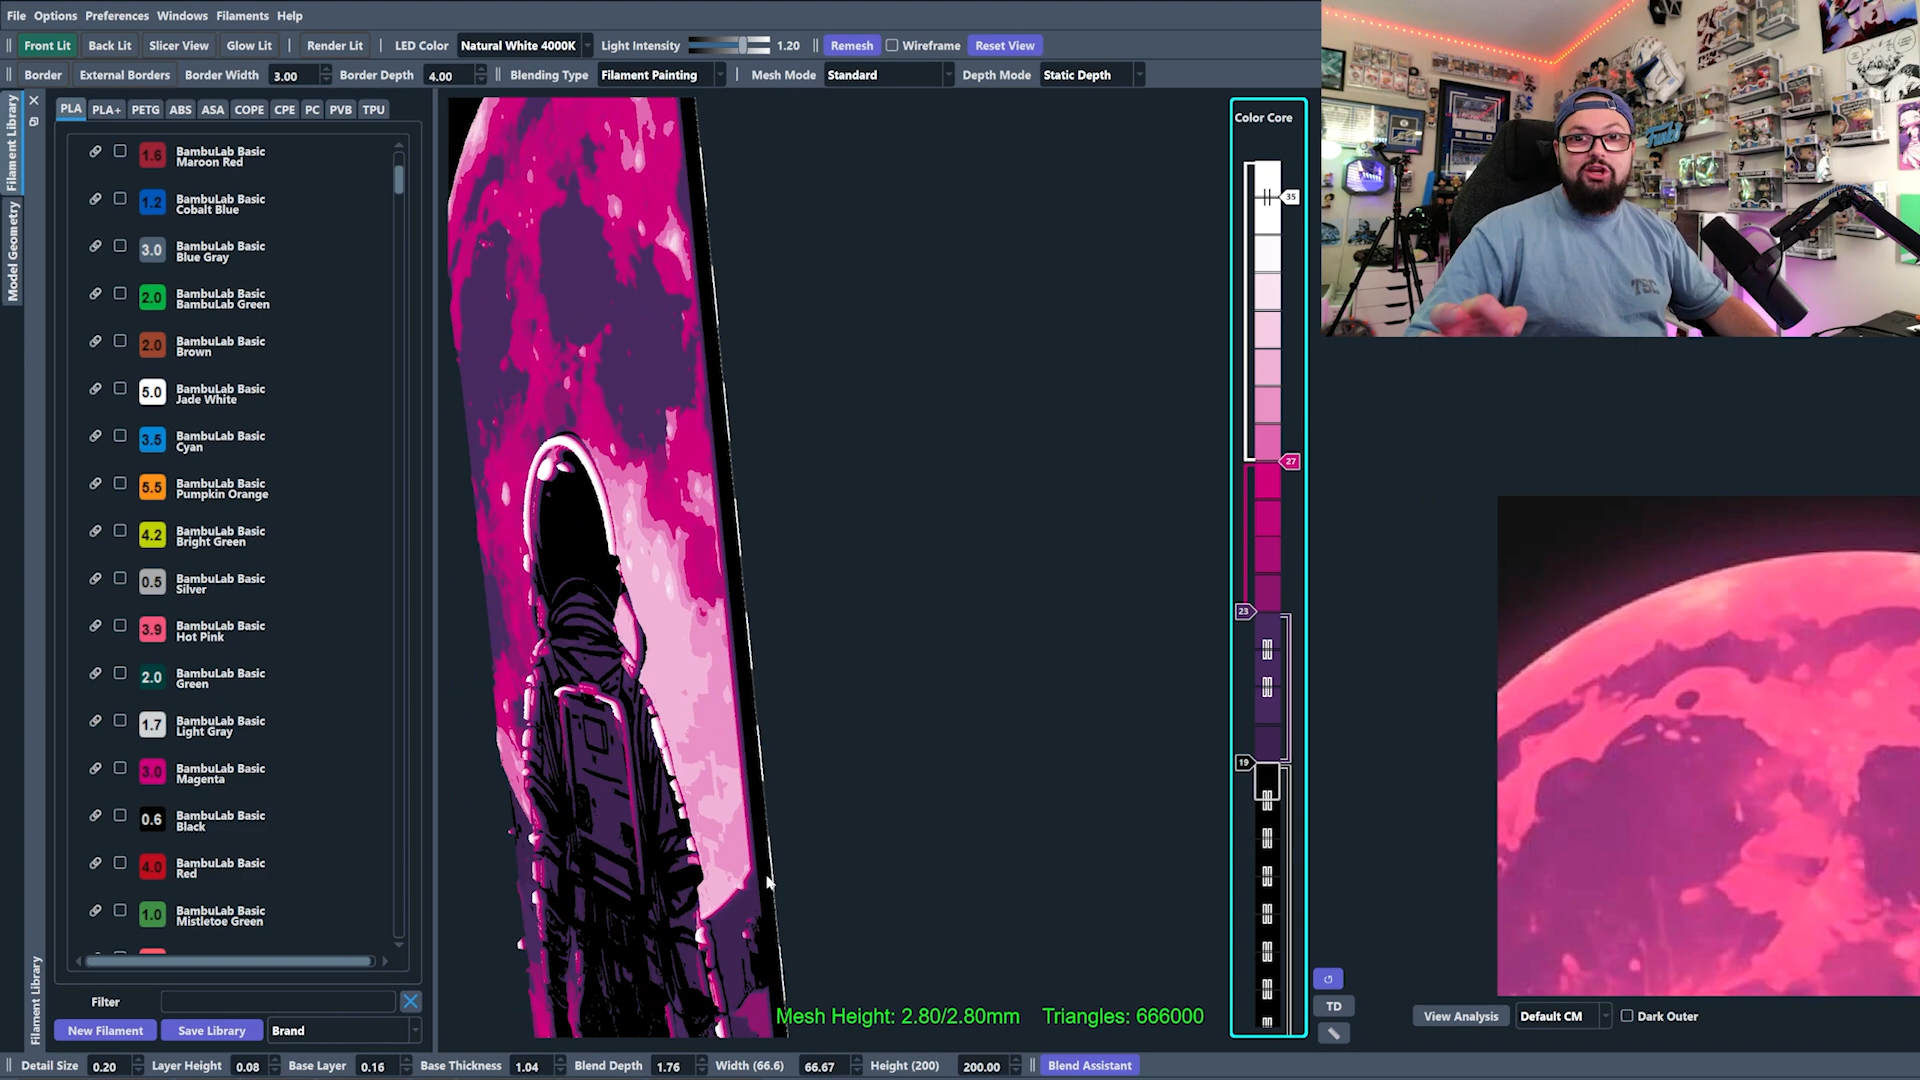 File Options Preferences Windows Filaments Help
Front Lit Back Lit Slicer View Glow Lit Render Lit LED Color Natural White 4000K Light Intensity 1.20 Remesh Wireframe Reset View
Border External Borders Border Width 3.00 Border Depth 4.00 Blending Type Filament Painting Mesh Mode Standard Depth Mode Static Depth
Filament Library
Model Geometry
Filament Library
PLA PLA+ PETG ABS ASA COPE CPE PC PVB TPU
1.6 BambuLab Basic
Maroon Red
1.2 BambuLab Basic
Cobalt Blue
3.0 BambuLab Basic
Blue Gray
2.0 BambuLab Basic
BambuLab Green
2.0 BambuLab Basic
Brown
5.0 BambuLab Basic
Jade White
3.5 BambuLab Basic
Cyan
5.5 BambuLab Basic
Pumpkin Orange
4.2 BambuLab Basic
Bright Green
0.5 BambuLab Basic
Silver
3.9 BambuLab Basic
Hot Pink
2.0 BambuLab Basic
Green
1.7 BambuLab Basic
Light Gray
3.0 BambuLab Basic
Magenta
0.6 BambuLab Basic
Black
4.0 BambuLab Basic
Red
1.0 BambuLab Basic
Mistletoe Green
Filter
New Filament Save Library Brand
Color Core
35
27
23
19
Mesh Height: 2.80/2.80mm Triangles: 666000
TD
View Analysis Default CM Dark Outer
Detail Size 0.20 Layer Height 0.08 Base Layer 0.16 Base Thickness 1.04 Blend Depth 1.76 Width (66.6) 66.67 Height (200) 200.00 Blend Assistant